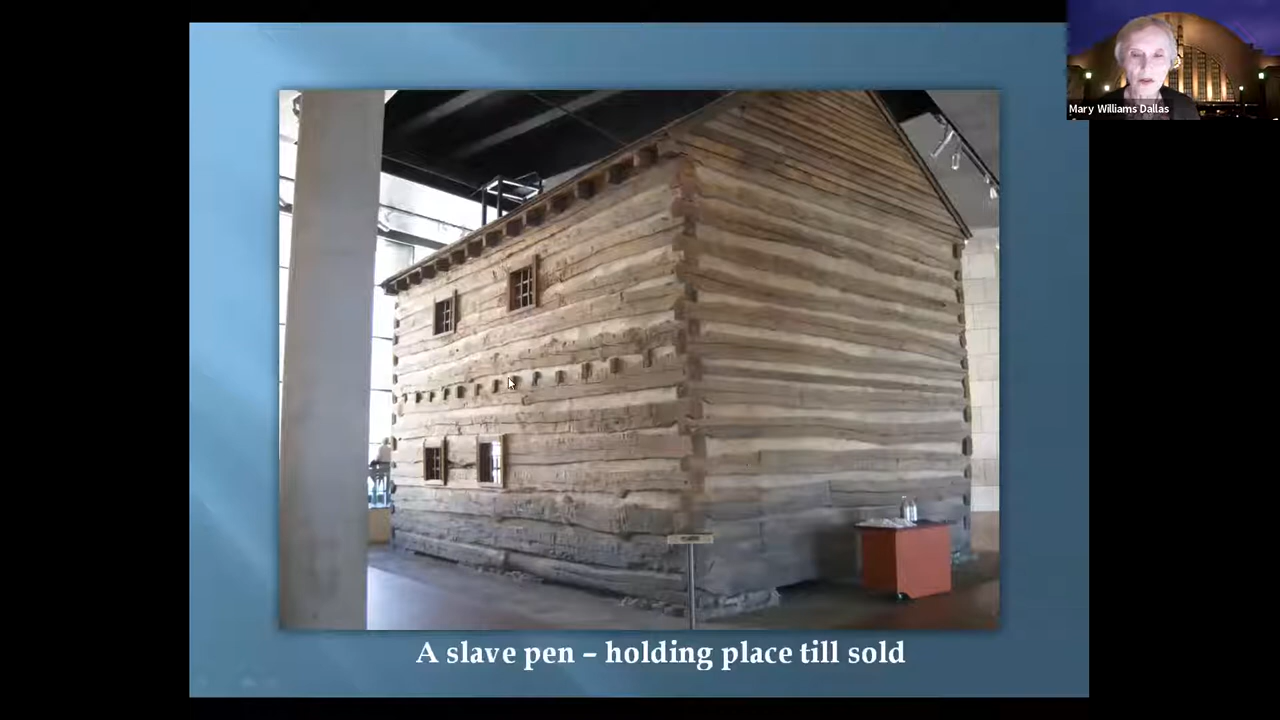 Mary Williams Dallas
A slave pen – holding place till sold